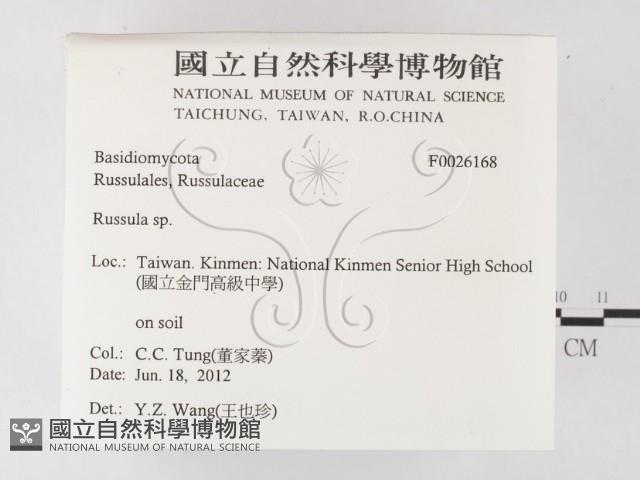 國立自然科學博物館
NATIONAL MUSEUM OF NATURAL SCIENCE
TAICHUNG, TAIWAN, R.O.CHINA
Basidiomycota F0026168
Russulales, Russulaceae
Russula sp.
Loc.: Taiwan. Kinmen: National Kinmen Senior High School
(國立金門高級中學)
on soil
10 11
CM
Col.: C.C. Tung(董家蓁)
Date: Jun. 18, 2012
Det.: Y.Z. Wang(王也珍)
國立自然科學博物館
NATIONAL MUSEUM OF NATURAL SCIENCE